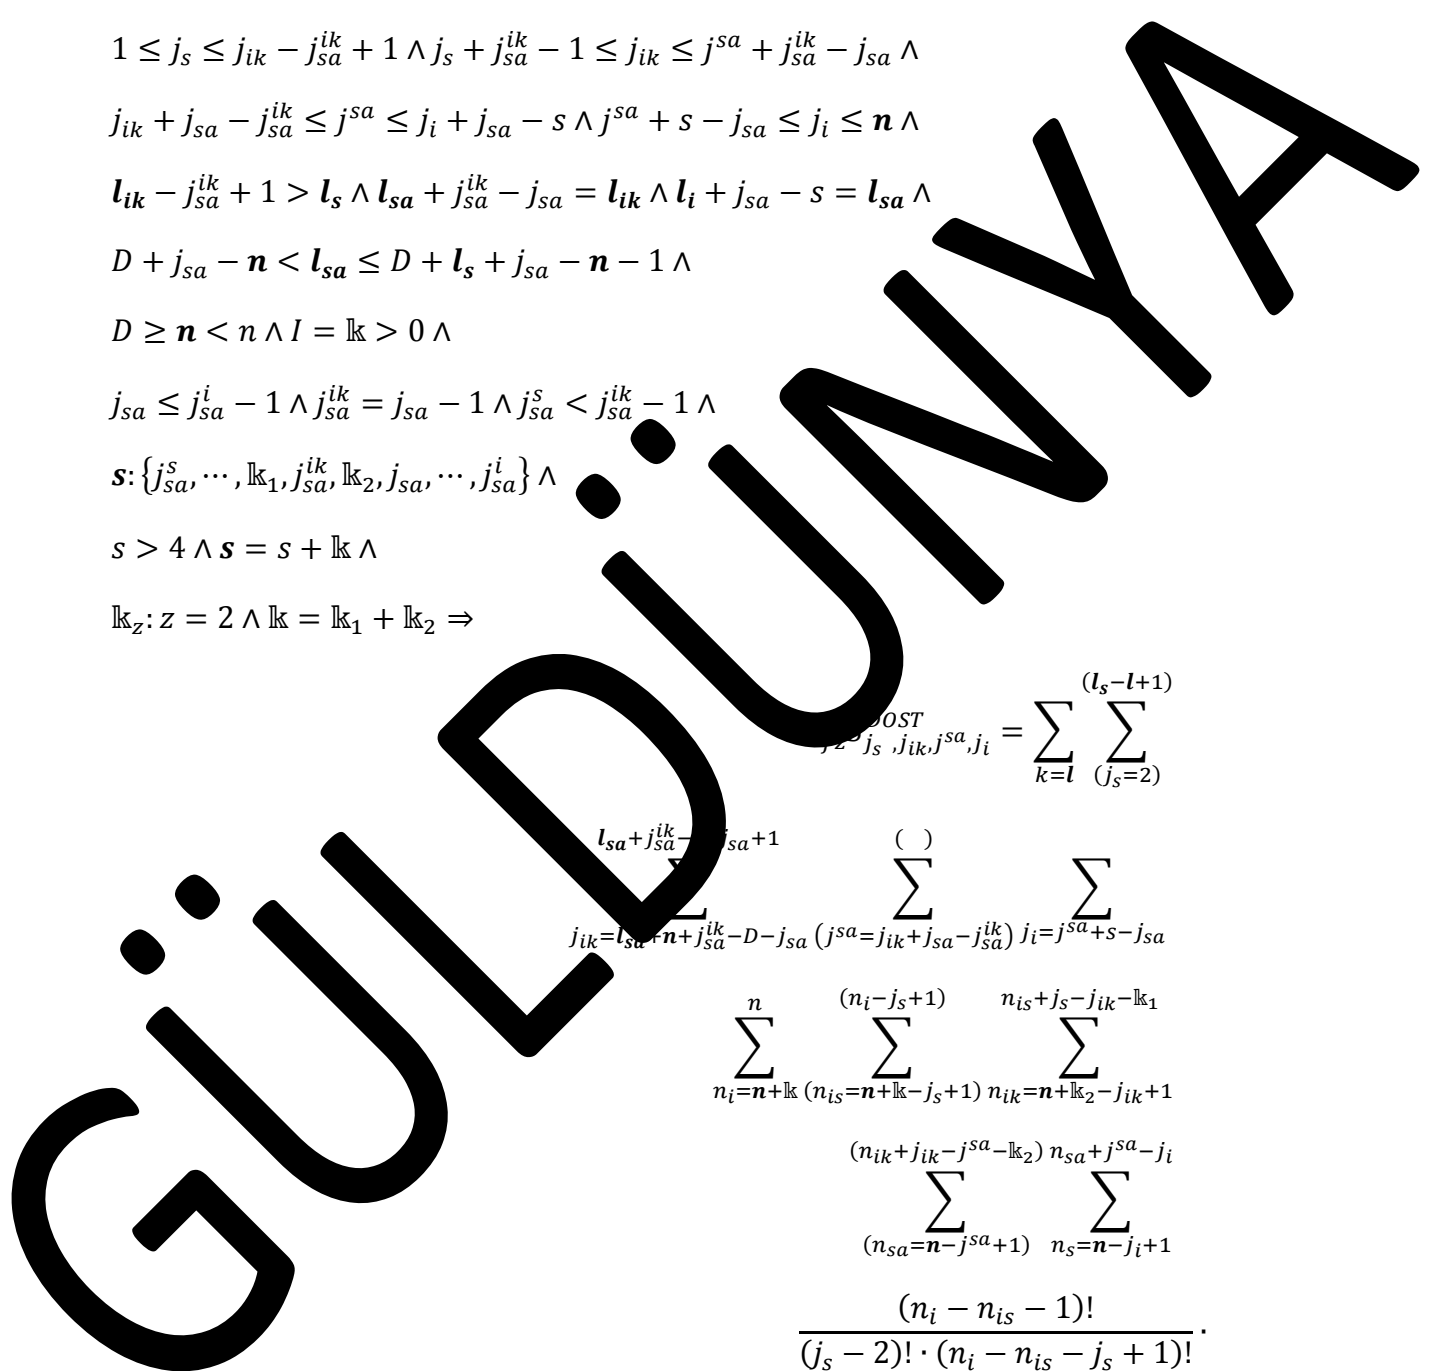 1 ≤ j_s ≤ j_{ik} − j_{sa}^{ik} + 1 ∧ j_s + j_{sa}^{ik} − 1 ≤ j_{ik} ≤ j^{sa} + j_{sa}^{ik} − j_{sa} ∧
j_{ik} + j_{sa} − j_{sa}^{ik} ≤ j^{sa} ≤ j_i + j_{sa} − s ∧ j^{sa} + s − j_{sa} ≤ j_i ≤ n ∧
l_{ik} − j_{sa}^{ik} + 1 > l_s ∧ l_{sa} + j_{sa}^{ik} − j_{sa} = l_{ik} ∧ l_i + j_{sa} − s = l_{sa} ∧
D + j_{sa} − n < l_{sa} ≤ D + l_s + j_{sa} − n − 1 ∧
D ≥ n < n ∧ I = 𝕜 > 0 ∧
j_{sa} ≤ j_{sa}^i − 1 ∧ j_{sa}^{ik} = j_{sa} − 1 ∧ j_{sa}^s < j_{sa}^{ik} − 1 ∧
s: {j_{sa}^s, ⋯, 𝕜_1, j_{sa}^{ik}, 𝕜_2, j_{sa}, ⋯, j_{sa}^i} ∧
s > 4 ∧ s = s + 𝕜 ∧
𝕜_z: z = 2 ∧ 𝕜 = 𝕜_1 + 𝕜_2 ⇒
_{j_s, j_{ik}, j^{sa}, j_i} = ∑_{k=l} ∑_{(j_s=2)}^{(l_s−l+1)}
∑_{j_{ik}=l_{sa}+n+j_{sa}^{ik}−D−j_{sa}} ∑_{(j^{sa}=j_{ik}+j_{sa}−j_{sa}^{ik})}^{( )} ∑_{j_i=j^{sa}+s−j_{sa}}
∑_{n_i=n+𝕜}^{n} ∑_{(n_{is}=n+𝕜−j_s+1)}^{(n_i−j_s+1)} ∑_{n_{ik}=n+𝕜_2−j_{ik}+1}^{n_{is}+j_s−j_{ik}−𝕜_1}
∑_{(n_{sa}=n−j^{sa}+1)}^{(n_{ik}+j_{ik}−j^{sa}−𝕜_2)} ∑_{n_s=n−j_i+1}^{n_{sa}+j^{sa}−j_i}
(n_i − n_{is} − 1)! / (j_s − 2)! · (n_i − n_{is} − j_s + 1)! ·
GÜLDÜNYA